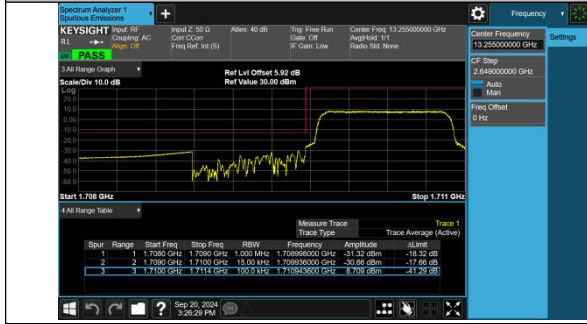 Spectrum Analyzer 1
Spurious Emissions
Frequency
Settings
KEYSIGHT
Input: RF
Coupling: AC
Align: Off
Input Z: 50 Ω
Corr CCorr
Freq Ref: Int (S)
Atten: 40 dB
Trig: Free Run
Gate: Off
IF Gain: Low
Center Freq: 13.255000000 GHz
Avg|Hold: 1/1
Radio Std: None
RL
PASS
Center Frequency
13.255000000 GHz
CF Step
2.649000000 GHz
Auto
Man
Freq Offset
0 Hz
3 All Range Graph
Scale/Div 10.0 dB
Ref Lvl Offset 5.92 dB
Ref Value 30.00 dBm
Log
20.0
10.0
0.00
-10.0
-20.0
-30.0
-40.0
-50.0
-60.0
Start 1.708 GHz
Stop 1.711 GHz
4 All Range Table
Measure Trace Trace 1
Trace Type Trace Average (Active)
Spur Range Start Freq Stop Freq RBW Frequency Amplitude ΔLimit
1 1 1.7080 GHz 1.7090 GHz 1.000 MHz 1.708998000 GHz -31.32 dBm -18.32 dB
2 2 1.7090 GHz 1.7100 GHz 15.00 kHz 1.709936000 GHz -30.66 dBm -17.66 dB
3 3 1.7100 GHz 1.7114 GHz 100.0 kHz 1.710943600 GHz 8.709 dBm -41.29 dB
Sep 20, 2024
3:26:29 PM